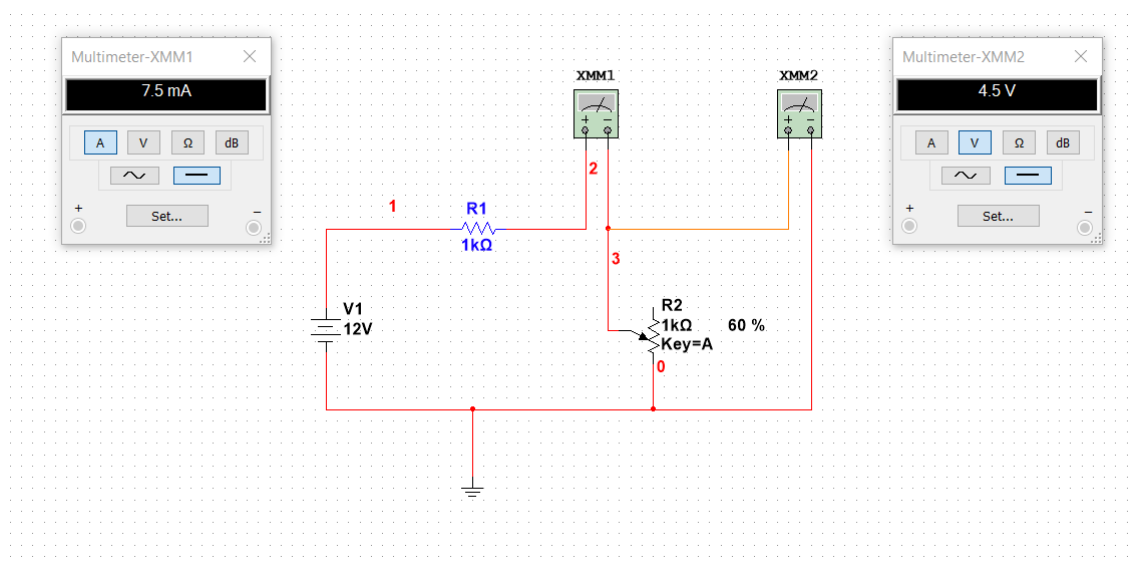 Multimeter-XMM1
7.5 mA
A V Ω dB
+ Set... −
XMM1
+ −
XMM2
+ −
Multimeter-XMM2
4.5 V
A V Ω dB
+ Set... −
1
R1
1kΩ
2
3
V1
12V
R2
1kΩ 60 %
Key=A
0